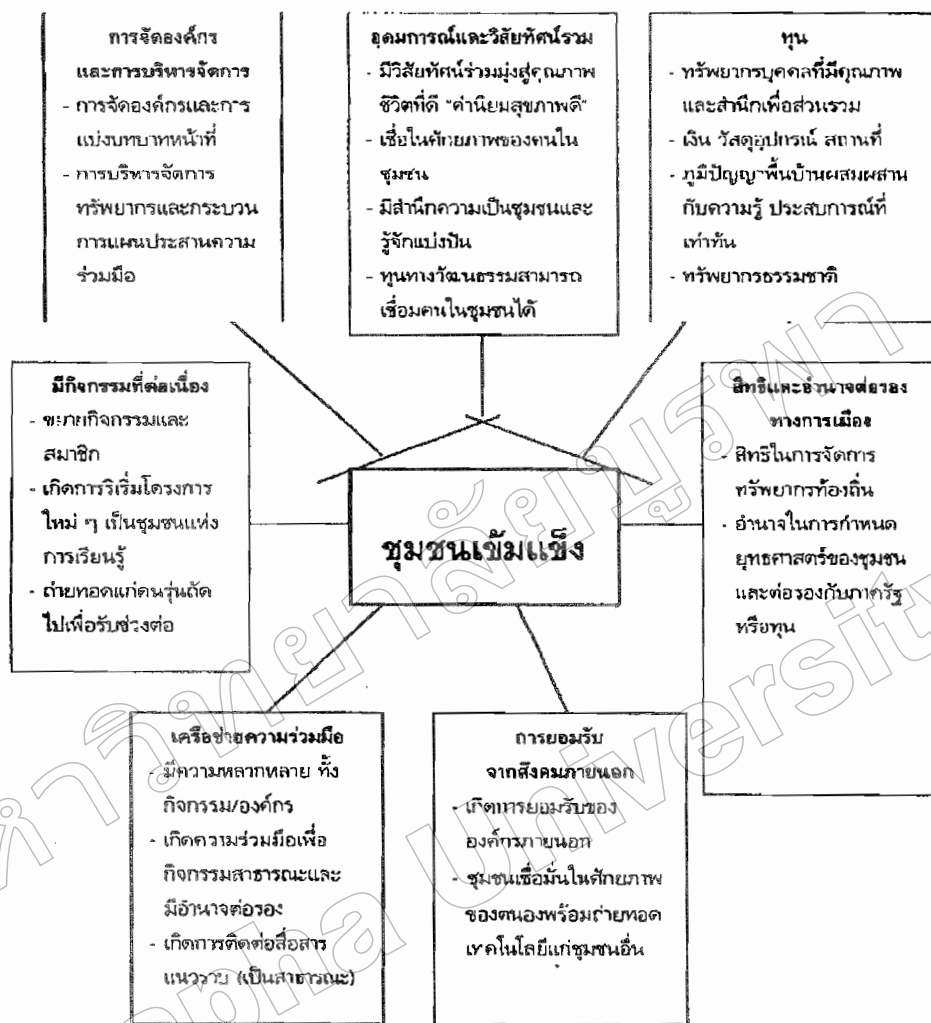 การจัดองค์กร
และการบริหารจัดการ
- การจัดองค์กรและการ
แบ่งบทบาทหน้าที่
- การบริหารจัดการ
ทรัพยากรและกระบวน
การแผนประสานความ
ร่วมมือ
อุดมการณ์และวิสัยทัศน์รวม
- มีวิสัยทัศน์ร่วมมุ่งสู่คุณภาพ
ชีวิตที่ดี "ค่านิยมสุขภาพดี"
- เชื่อในศักยภาพของคนใน
ชุมชน
- มีสำนึกความเป็นชุมชนและ
รู้จักแบ่งปัน
- ทุนทางวัฒนธรรมสามารถ
เชื่อมคนในชุมชนได้
ทุน
- ทรัพยากรบุคคลที่มีคุณภาพ
และสำนึกเพื่อส่วนรวม
- เงิน วัสดุอุปกรณ์ สถานที่
- ภูมิปัญญาพื้นบ้านผสมผสาน
กับความรู้ ประสบการณ์ที่
เท่าทัน
- ทรัพยากรธรรมชาติ
มีกิจกรรมที่ต่อเนื่อง
- ขยายกิจกรรมและ
สมาชิก
- เกิดการริเริ่มโครงการ
ใหม่ ๆ เป็นชุมชนแห่ง
การเรียนรู้
- ถ่ายทอดแก่คนรุ่นถัด
ไปเพื่อรับช่วงต่อ
ชุมชนเข้มแข็ง
สิทธิและอำนาจต่อรอง
ทางการเมือง
- สิทธิในการจัดการ
ทรัพยากรท้องถิ่น
- อำนาจในการกำหนด
ยุทธศาสตร์ของชุมชน
และต่อรองกับภาครัฐ
หรือทุน
เครือข่ายความร่วมมือ
- มีความหลากหลาย ทั้ง
กิจกรรม/องค์กร
- เกิดความร่วมมือเพื่อ
กิจกรรมสาธารณะและ
มีอำนาจต่อรอง
- เกิดการติดต่อสื่อสาร
แนวราบ (เป็นสาธารณะ)
การยอมรับ
จากสังคมภายนอก
- เกิดการยอมรับของ
องค์กรภายนอก
- ชุมชนเชื่อมั่นในศักยภาพ
ของตนองพร้อมถ่ายทอด
เทคโนโลยีแก่ชุมชนอื่น
มหาวิทยาลัยบูรพา
Burapha University